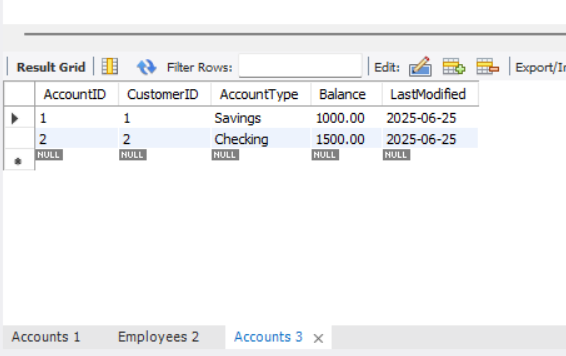 Result Grid Filter Rows: Edit: Export/I
AccountID CustomerID AccountType Balance LastModified
1 1 Savings 1000.00 2025-06-25
2 2 Checking 1500.00 2025-06-25
NULL NULL NULL NULL NULL
Accounts 1 Employees 2 Accounts 3